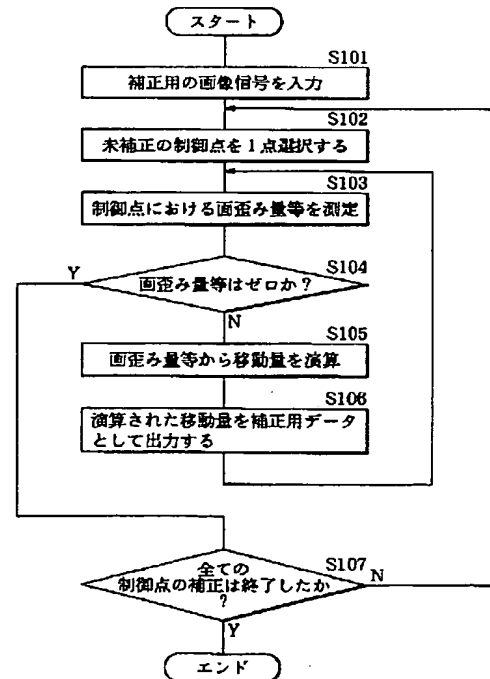 スタート
S101
補正用の画像信号を入力
S102
未補正の制御点を1点選択する
S103
制御点における画歪み量等を測定
S104
Y
画歪み量等はゼロか?
N
S105
画歪み量等から移動量を演算
S106
演算された移動量を補正用データ
として出力する
S107
全ての
制御点の補正は終了したか
?
N
Y
エンド